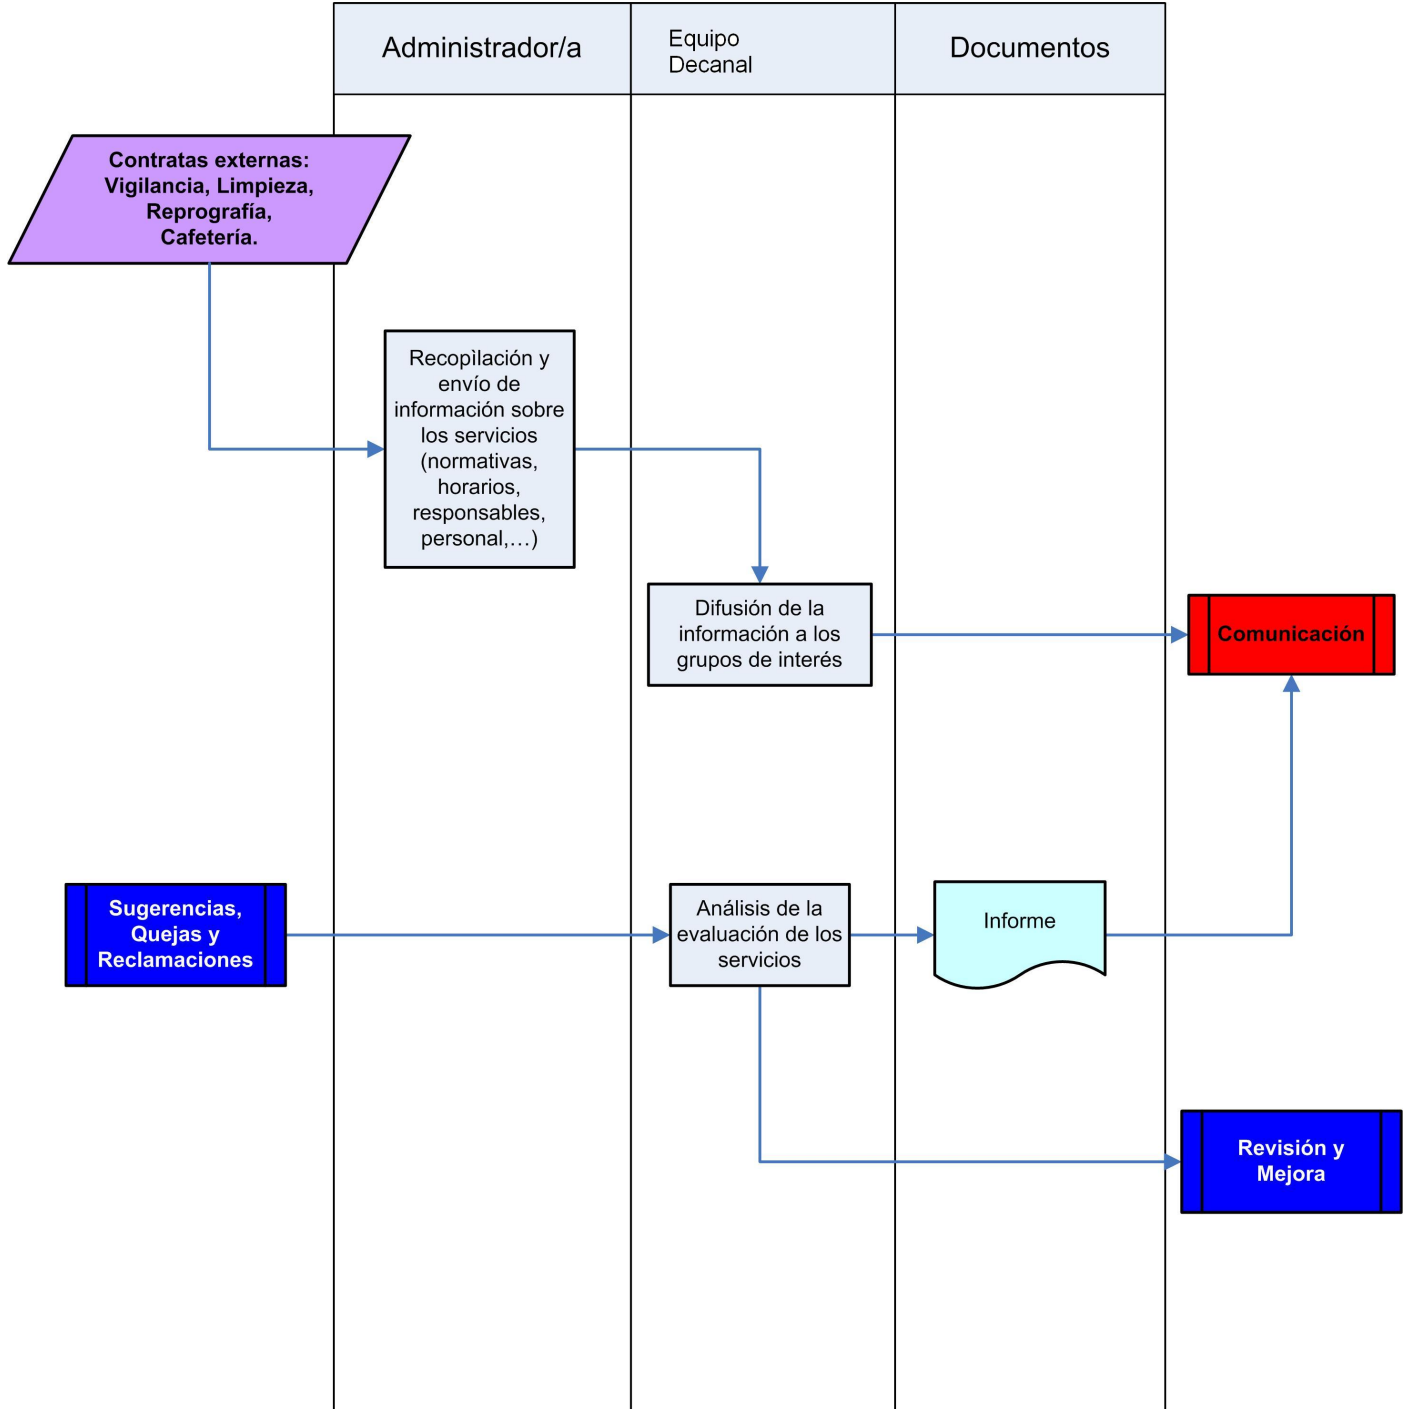 Administrador/a
Equipo
Decanal
Documentos
Contratas externas:
Vigilancia, Limpieza,
Reprografía,
Cafetería.
Recopìlación y
envío de
información sobre
los servicios
(normativas,
horarios,
responsables,
personal,…)
Difusión de la
información a los
grupos de interés
Comunicación
Sugerencias,
Quejas y
Reclamaciones
Análisis de la
evaluación de los
servicios
Informe
Revisión y
Mejora